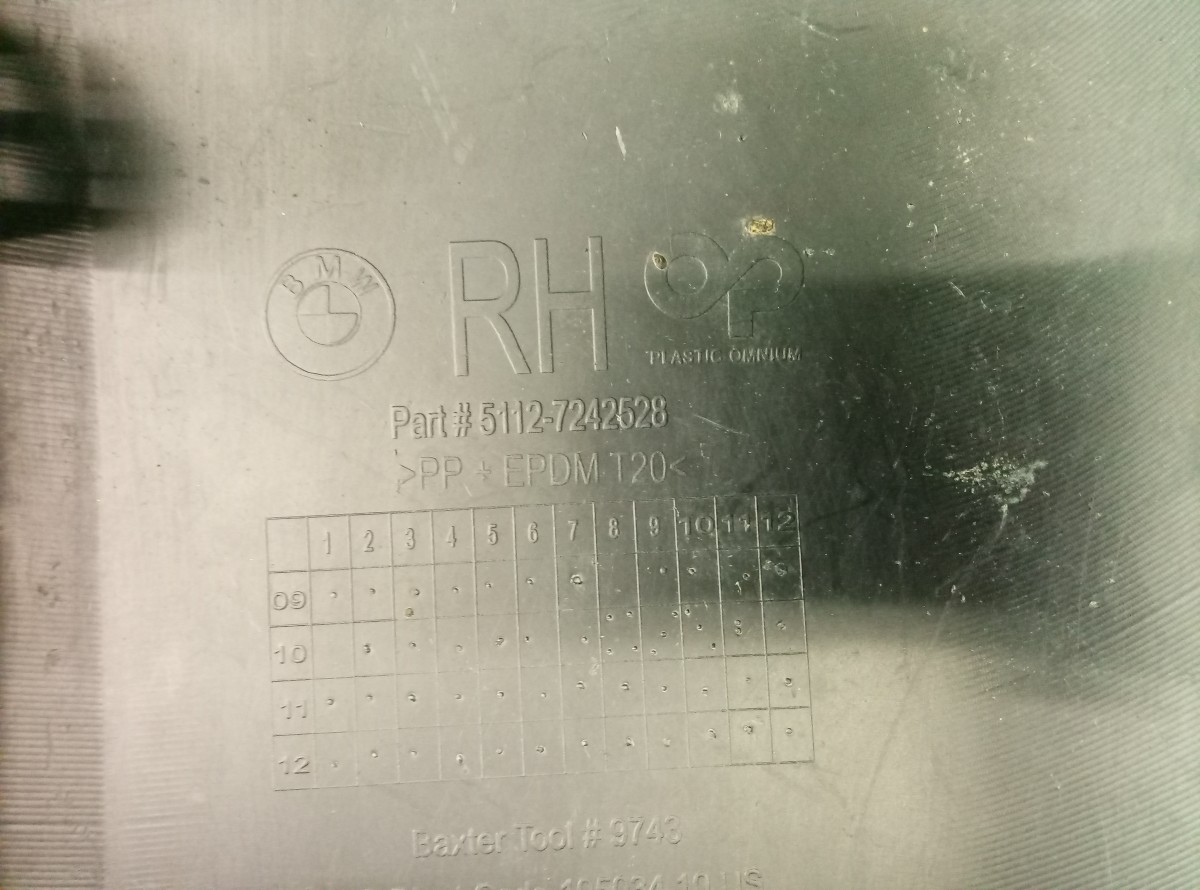 BMW RH OP
PLASTIC OMNIUM
Part # 5112-7242528
>PP + EPDM T20<
1 2 3 4 5 6 7 8 9 10 11 12
09
10
11
12
Baxter Tool # 9743